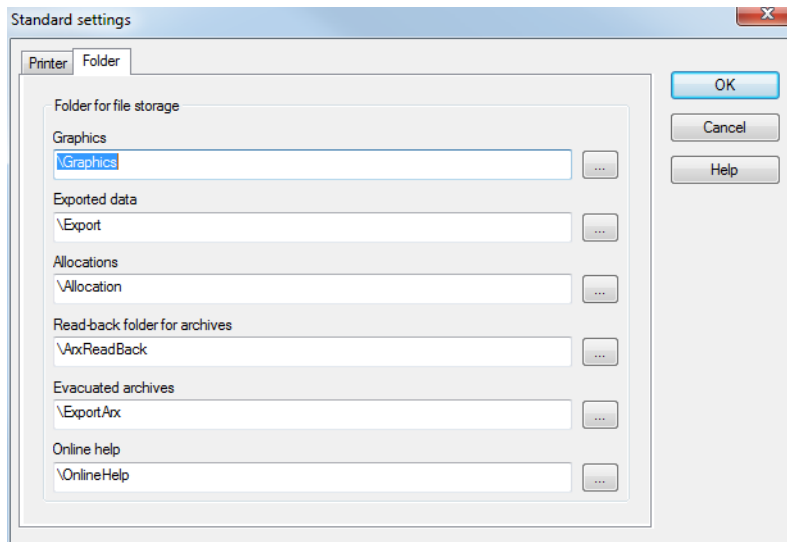 Standard settings
Printer
Folder
OK
Cancel
Help
Folder for file storage
Graphics
\Graphics
...
Exported data
\Export
...
Allocations
\Allocation
...
Read-back folder for archives
\ArxReadBack
...
Evacuated archives
\ExportArx
...
Online help
\OnlineHelp
...